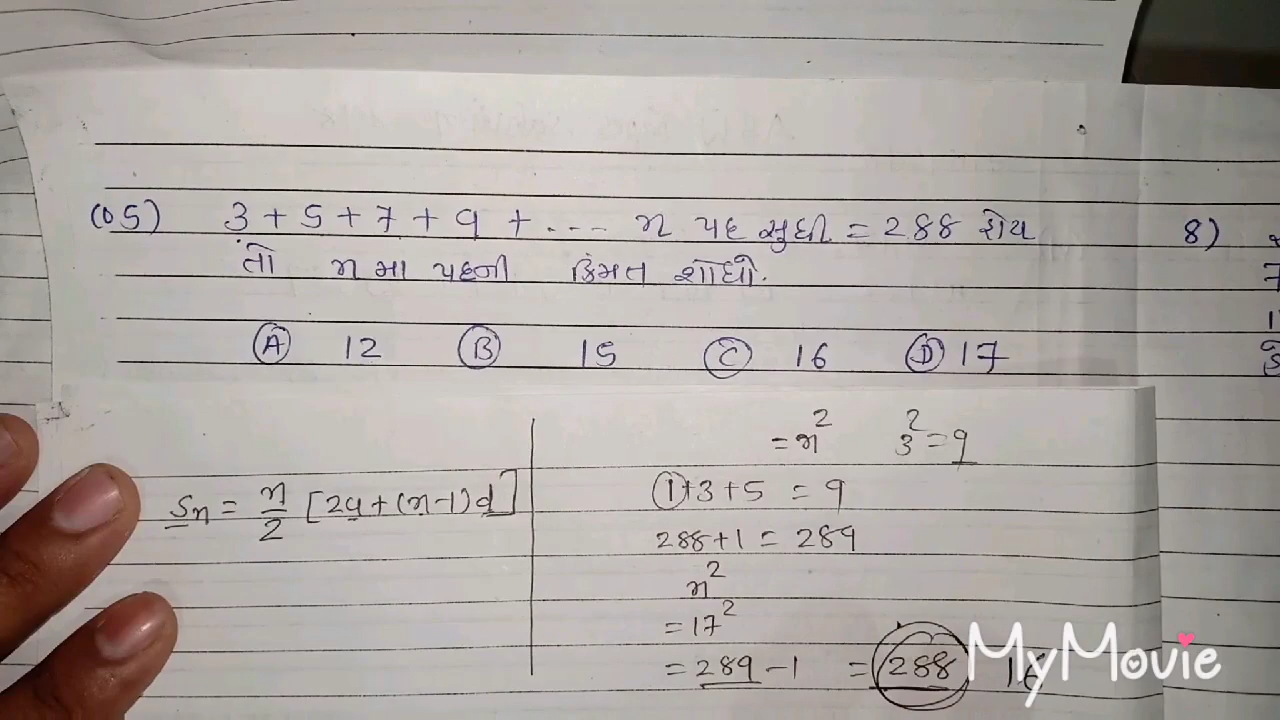 (05) 3 + 5 + 7 + 9 + .... n પદ સુધી = 288 હોય
તો n મા પદની કિંમત શોધો.
Ⓐ 12 Ⓑ 15 Ⓒ 16 Ⓓ 17
8)
7
Sn = n/2 [2a + (n-1)d]
= n² 3² = 9
①+3+5 = 9
288+1 = 289
n²
= 17²
= 289 - 1 = 288 16
MyMovie